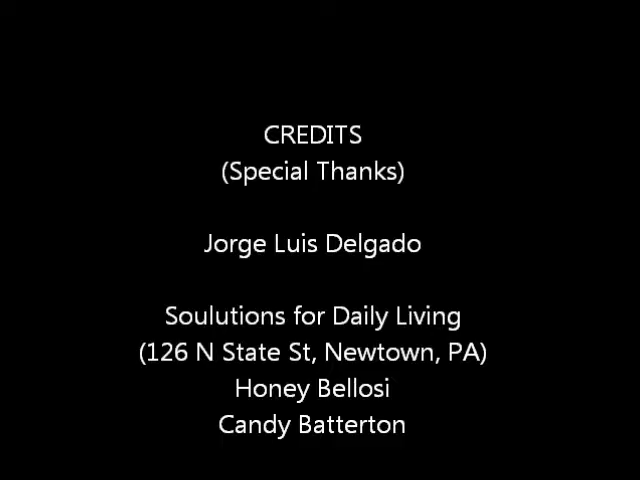 CREDITS
(Special Thanks)
Jorge Luis Delgado
Soulutions for Daily Living
(126 N State St, Newtown, PA)
Honey Bellosi
Candy Batterton